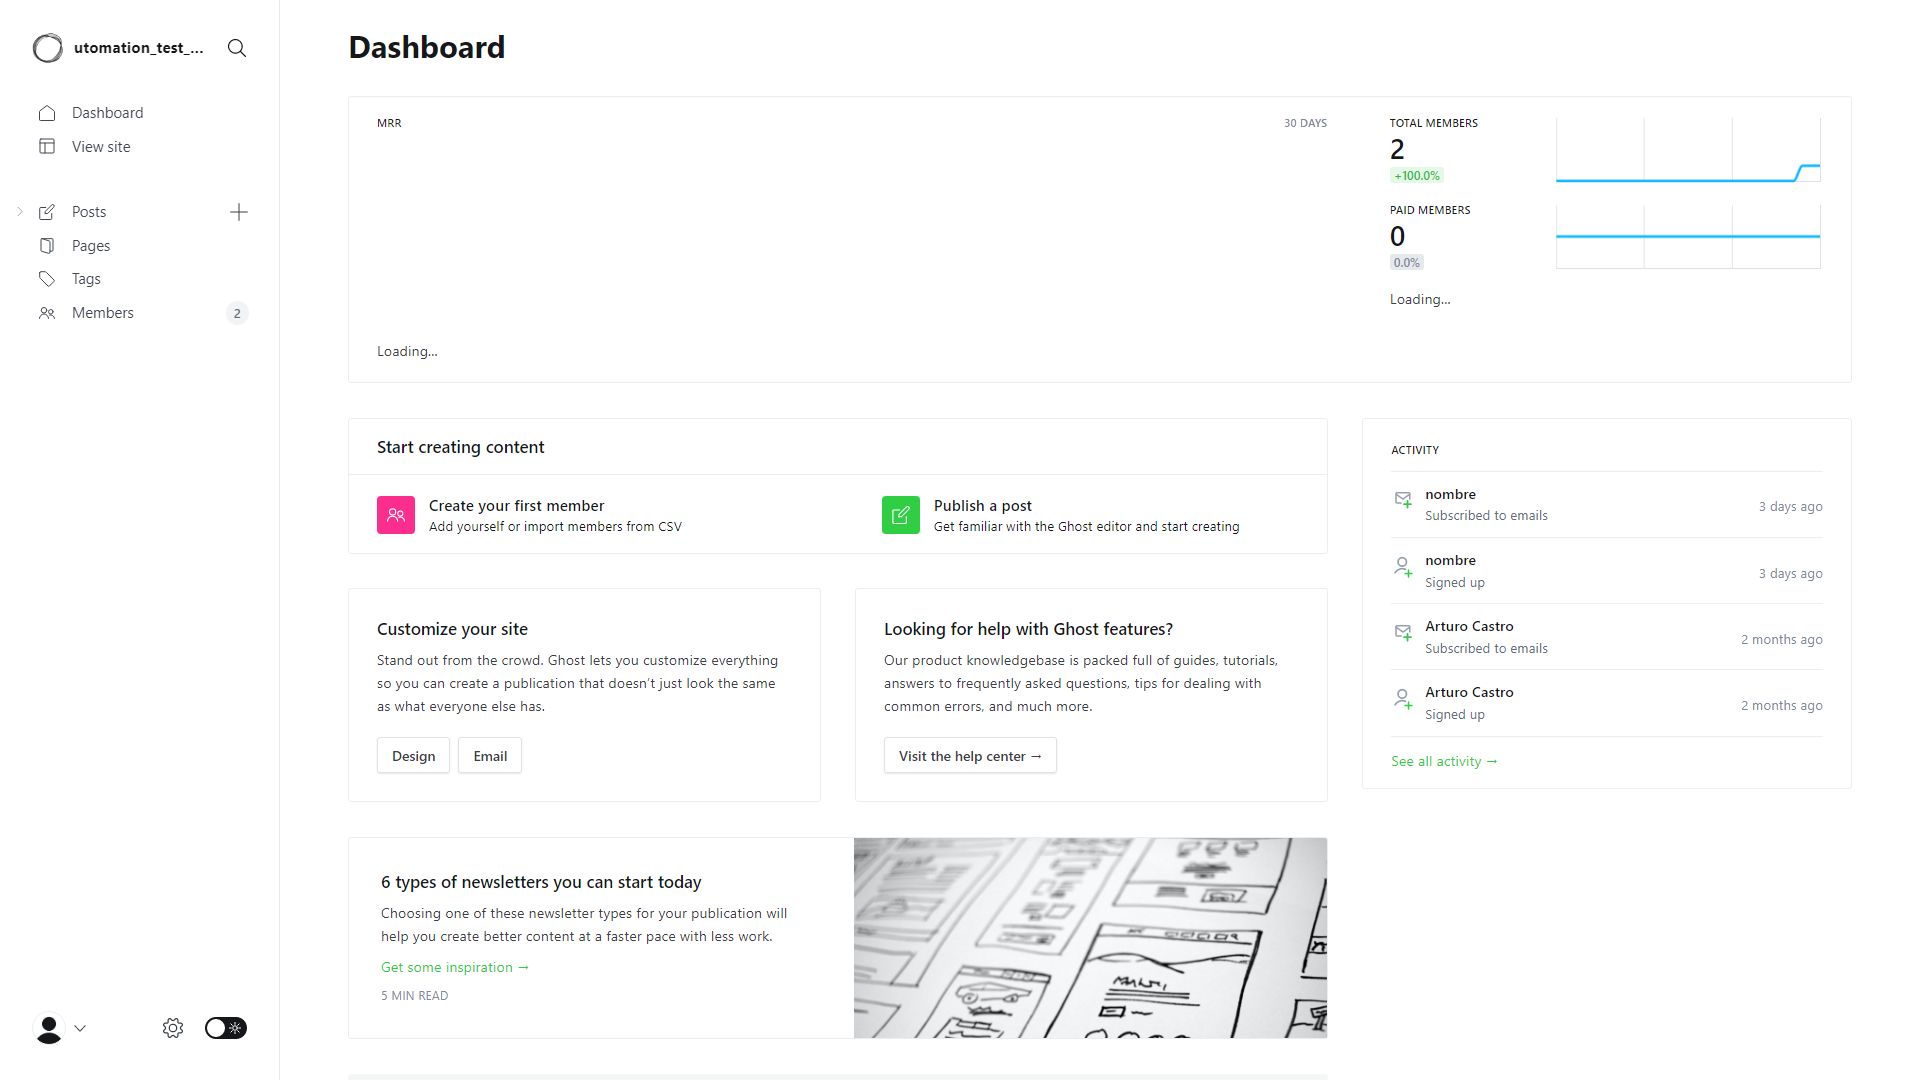 utomation_test_...
Dashboard
View site
Posts
Pages
Tags
Members
2
Dashboard
MRR
30 DAYS
Loading...
TOTAL MEMBERS
2
+100.0%
PAID MEMBERS
0
0.0%
Loading...
Start creating content
Create your first member
Add yourself or import members from CSV
Publish a post
Get familiar with the Ghost editor and start creating
Customize your site
Stand out from the crowd. Ghost lets you customize everything
so you can create a publication that doesn’t just look the same
as what everyone else has.
Design
Email
Looking for help with Ghost features?
Our product knowledgebase is packed full of guides, tutorials,
answers to frequently asked questions, tips for dealing with
common errors, and much more.
Visit the help center →
6 types of newsletters you can start today
Choosing one of these newsletter types for your publication will
help you create better content at a faster pace with less work.
Get some inspiration →
5 MIN READ
ACTIVITY
nombre
Subscribed to emails
3 days ago
nombre
Signed up
3 days ago
Arturo Castro
Subscribed to emails
2 months ago
Arturo Castro
Signed up
2 months ago
See all activity →